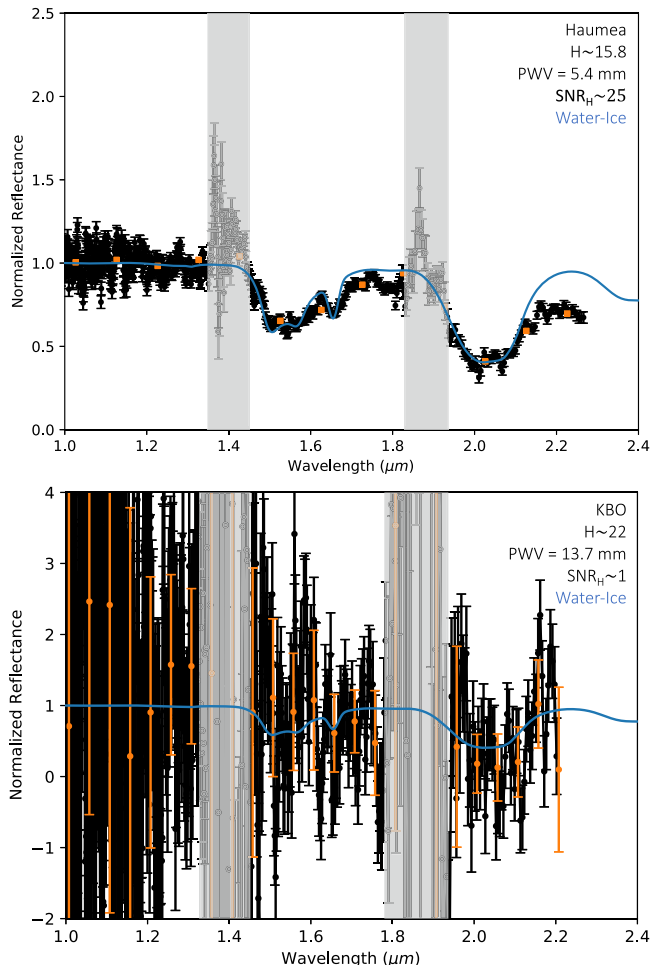 2.5
2.0
1.5
1.0
0.5
0.0
Normalized Reflectance
Haumea
H~15.8
PWV = 5.4 mm
SNR_H~25
Water-Ice
1.0 1.2 1.4 1.6 1.8 2.0 2.2 2.4
Wavelength (μm)
4
3
2
1
0
−1
−2
Normalized Reflectance
KBO
H~22
PWV = 13.7 mm
SNR_H~1
Water-Ice
1.0 1.2 1.4 1.6 1.8 2.0 2.2 2.4
Wavelength (μm)